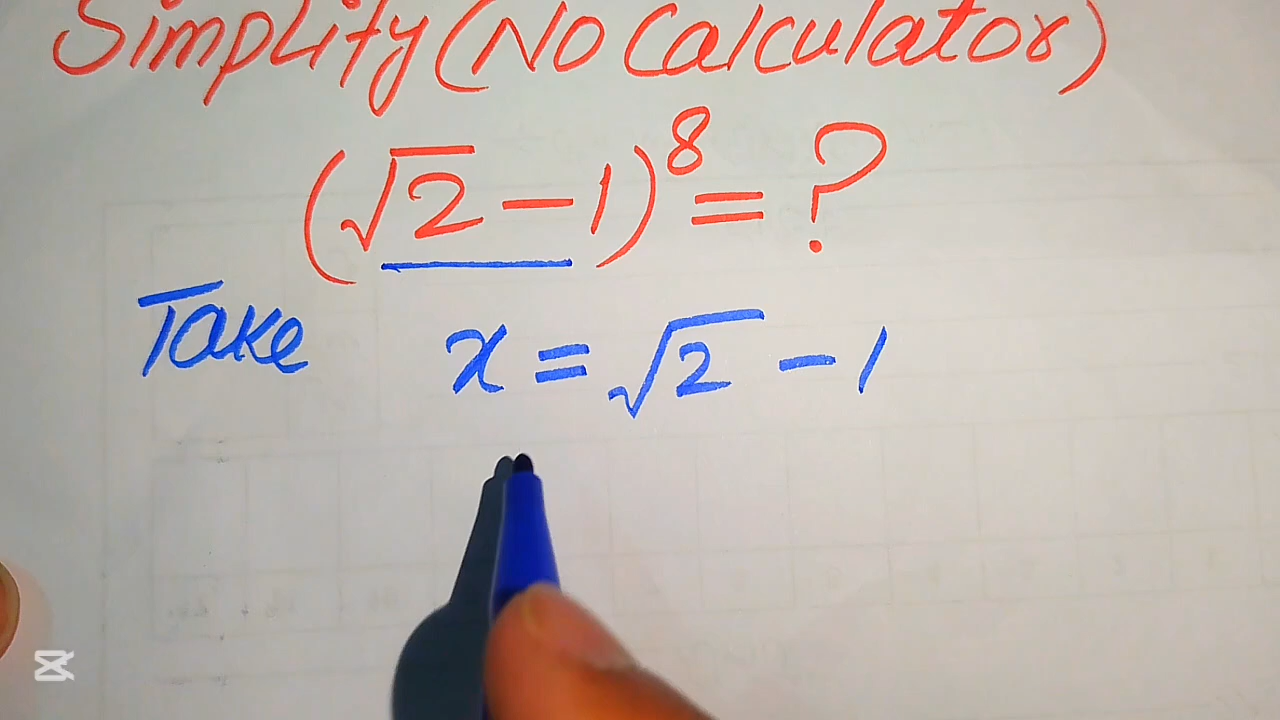 Simplify (No Calculator)
(√2 − 1)⁸ = ?
Take x = √2 − 1